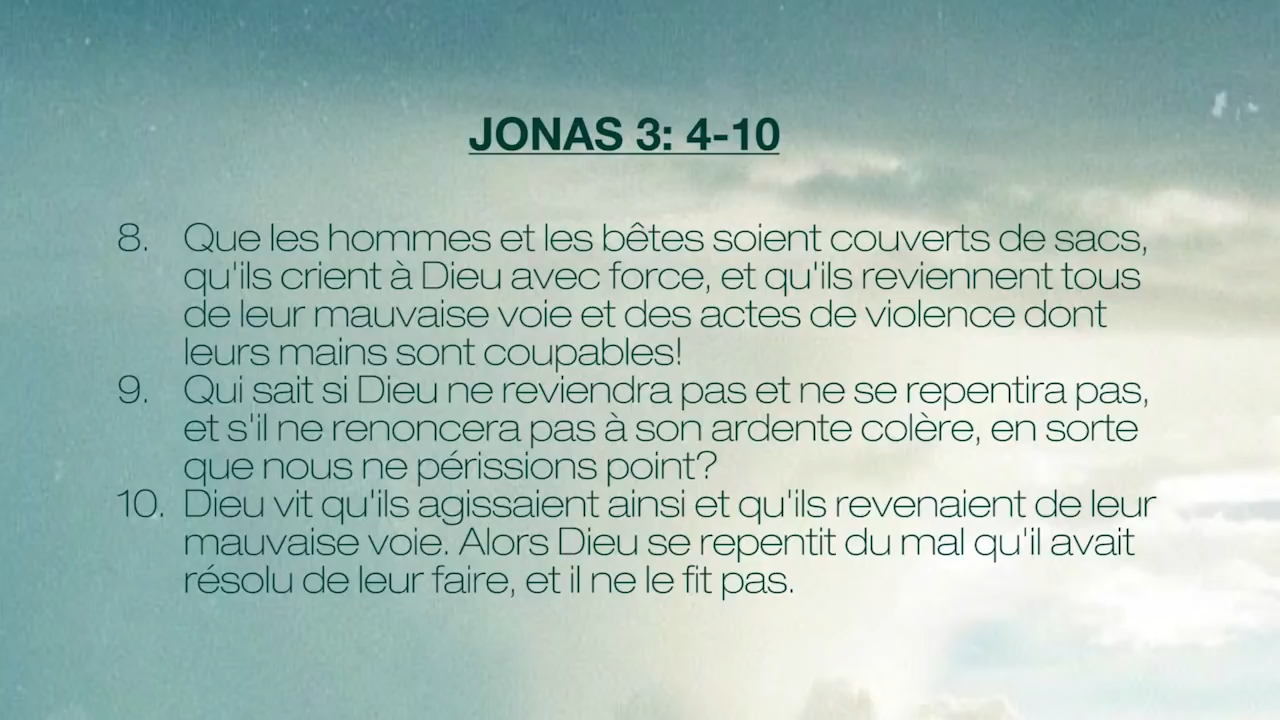 JONAS 3: 4-10
8. Que les hommes et les bêtes soient couverts de sacs,
qu'ils crient à Dieu avec force, et qu'ils reviennent tous
de leur mauvaise voie et des actes de violence dont
leurs mains sont coupables!
9. Qui sait si Dieu ne reviendra pas et ne se repentira pas,
et s'il ne renoncera pas à son ardente colère, en sorte
que nous ne périssions point?
10. Dieu vit qu'ils agissaient ainsi et qu'ils revenaient de leur
mauvaise voie. Alors Dieu se repentit du mal qu'il avait
résolu de leur faire, et il ne le fit pas.